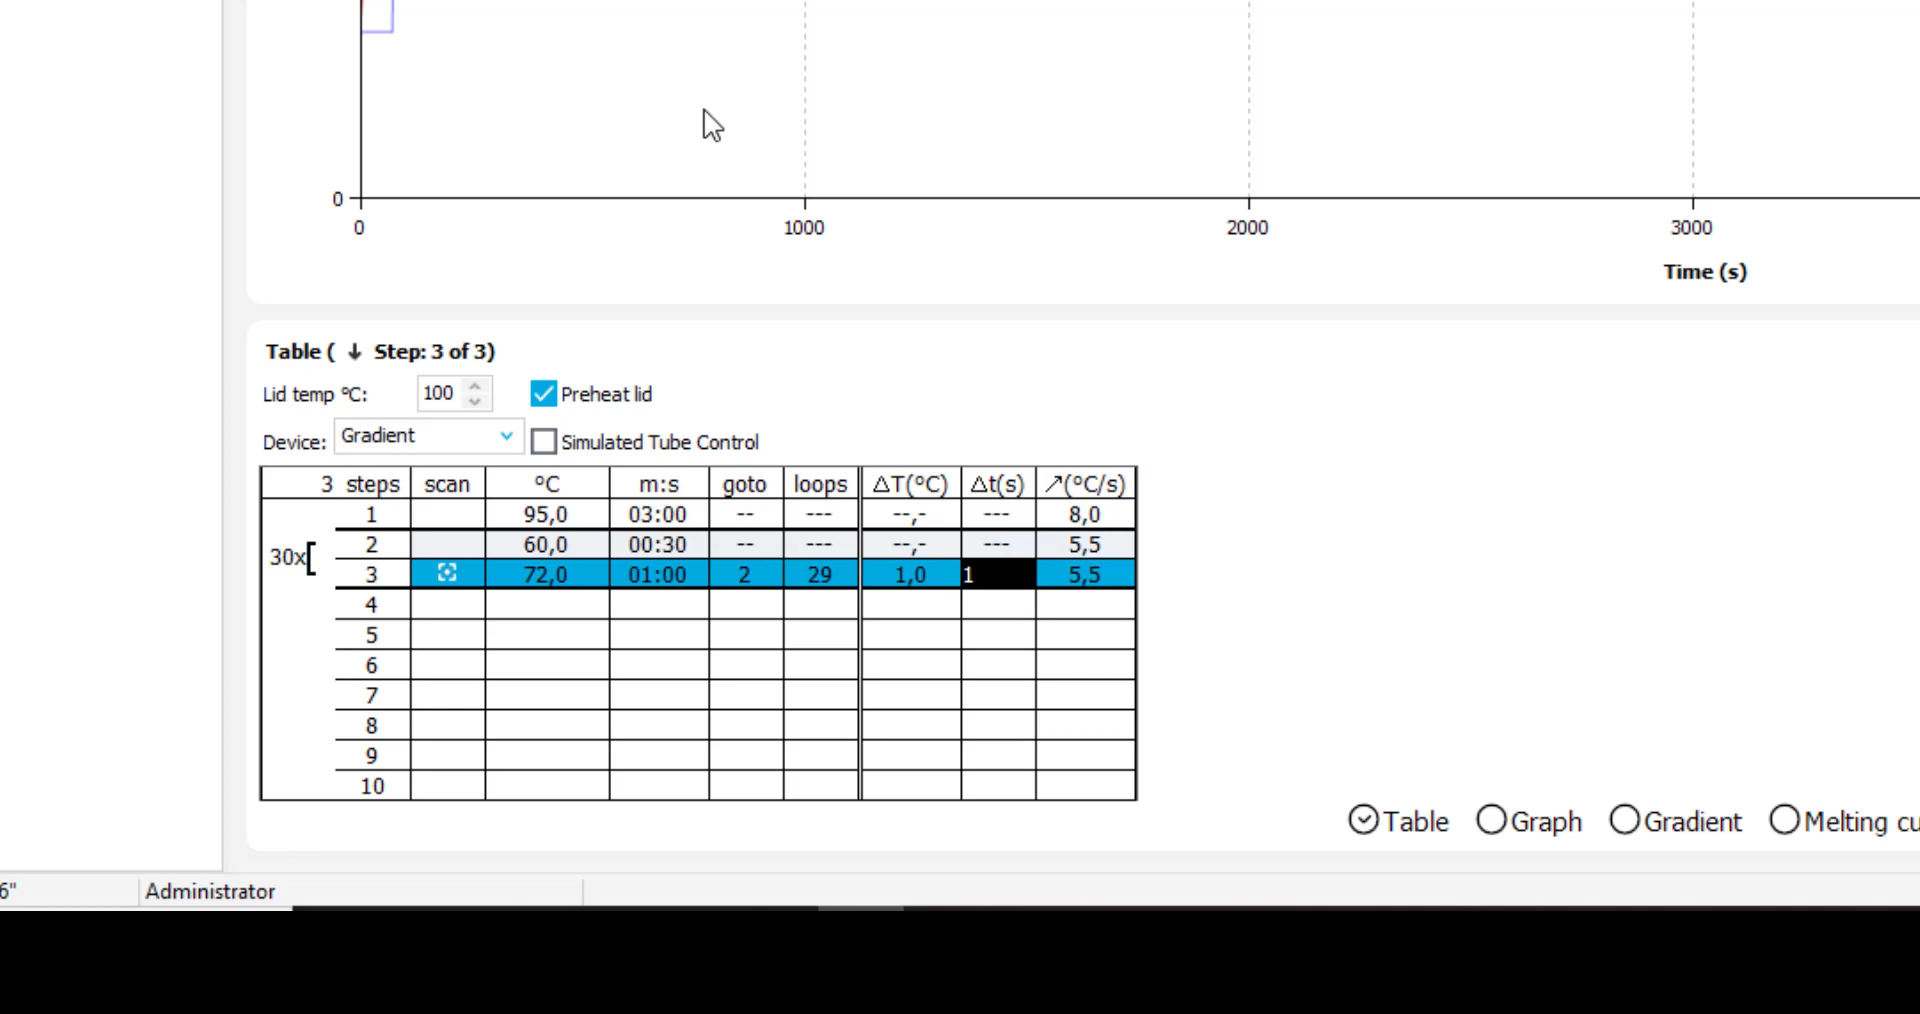 0
0 1000 2000 3000
Time (s)
Table ( ↓ Step: 3 of 3)
Lid temp °C: 100 Preheat lid
Device: Gradient Simulated Tube Control
3 steps scan °C m:s goto loops △T(°C) △t(s) ↗(°C/s)
1 95,0 03:00 -- --- --,- --- 8,0
2 60,0 00:30 -- --- --,- --- 5,5
30x[
3 72,0 01:00 2 29 1,0 1 5,5
4
5
6
7
8
9
10
Table Graph Gradient Melting cu
6" Administrator